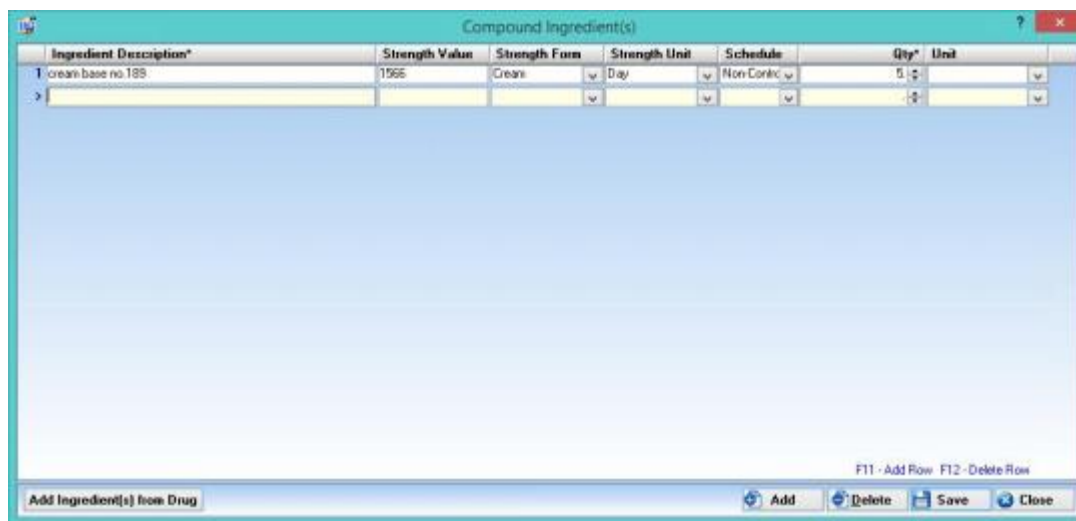 Compound Ingredient(s) ?
Ingredient Description* Strength Value Strength Form Strength Unit Schedule Qty* Unit
1 cream base no.189 1566 Cream Day Non-Contrc 5.
>
F11 - Add Row F12 - Delete Row
Add Ingredient(s) from Drug Add Delete Save Close